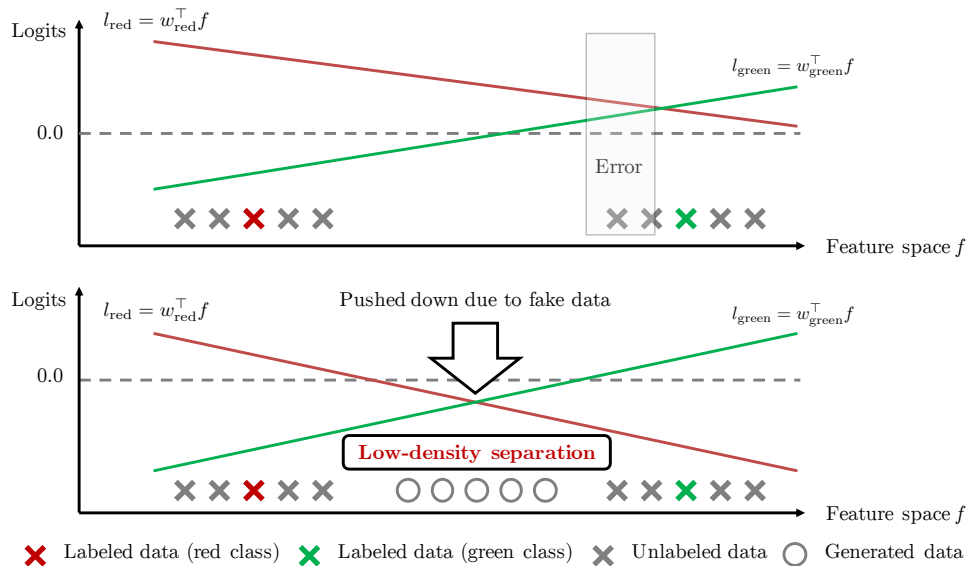 Logits
l_red = w_red^⊤ f
l_green = w_green^⊤ f
0.0
Error
Feature space f
Logits
l_red = w_red^⊤ f
Pushed down due to fake data
l_green = w_green^⊤ f
0.0
Low-density separation
Feature space f
Labeled data (red class)
Labeled data (green class)
Unlabeled data
Generated data